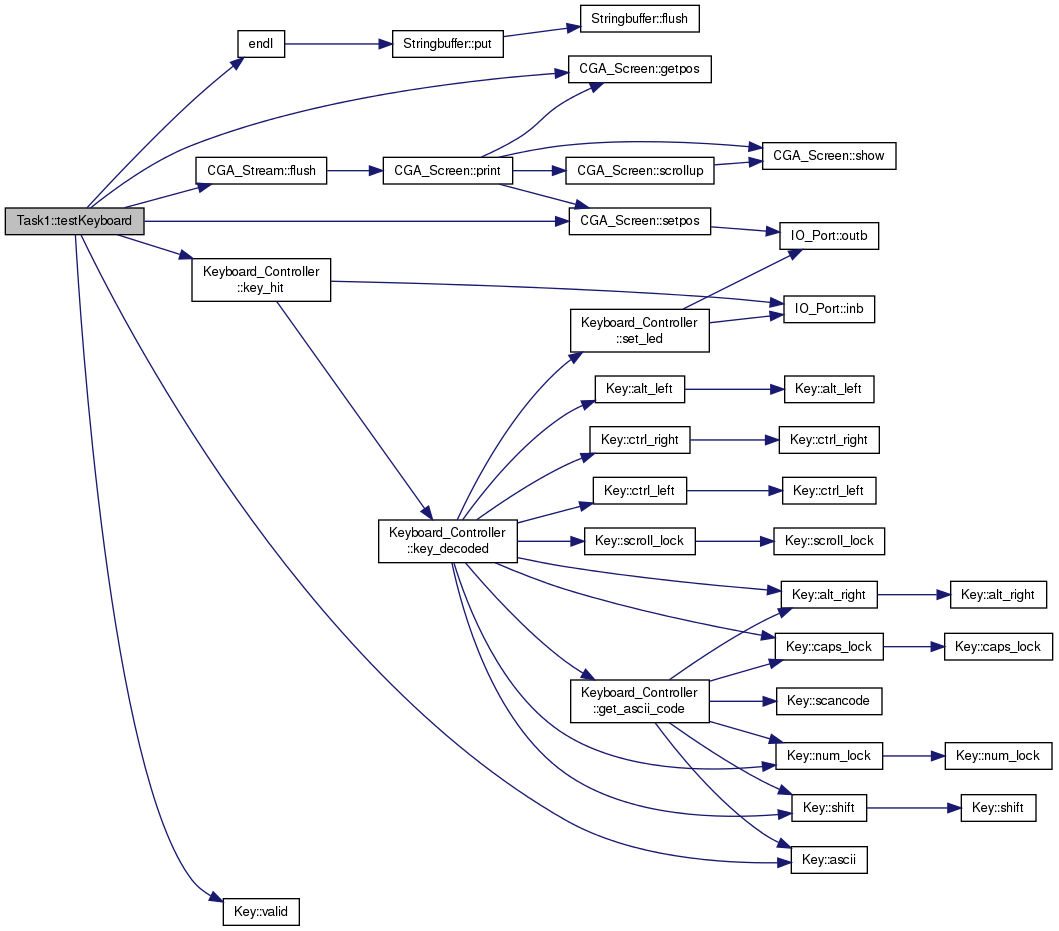 Task1::testKeyboard
endl
Stringbuffer::put
Stringbuffer::flush
CGA_Screen::getpos
CGA_Stream::flush
CGA_Screen::print
CGA_Screen::scrollup
CGA_Screen::show
CGA_Screen::setpos
IO_Port::outb
Keyboard_Controller
::key_hit
IO_Port::inb
Keyboard_Controller
::set_led
Key::alt_left
Key::alt_left
Key::ctrl_right
Key::ctrl_right
Key::ctrl_left
Key::ctrl_left
Keyboard_Controller
::key_decoded
Key::scroll_lock
Key::scroll_lock
Key::alt_right
Key::alt_right
Key::caps_lock
Key::caps_lock
Keyboard_Controller
::get_ascii_code
Key::scancode
Key::num_lock
Key::num_lock
Key::shift
Key::shift
Key::ascii
Key::valid